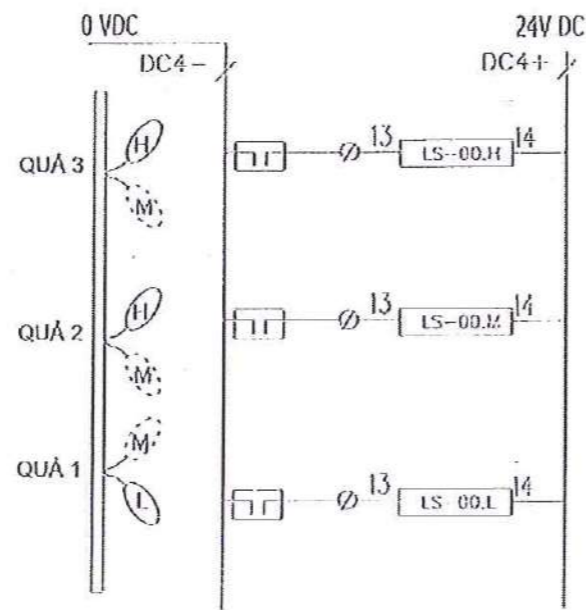 0 VDC 24V DC
DC4- DC4+
H 13 LS-00.H 14
QUẢ 3
M
H 13 LS-00.M 14
QUẢ 2
M
M
QUẢ 1 13 LS-00.L 14
L